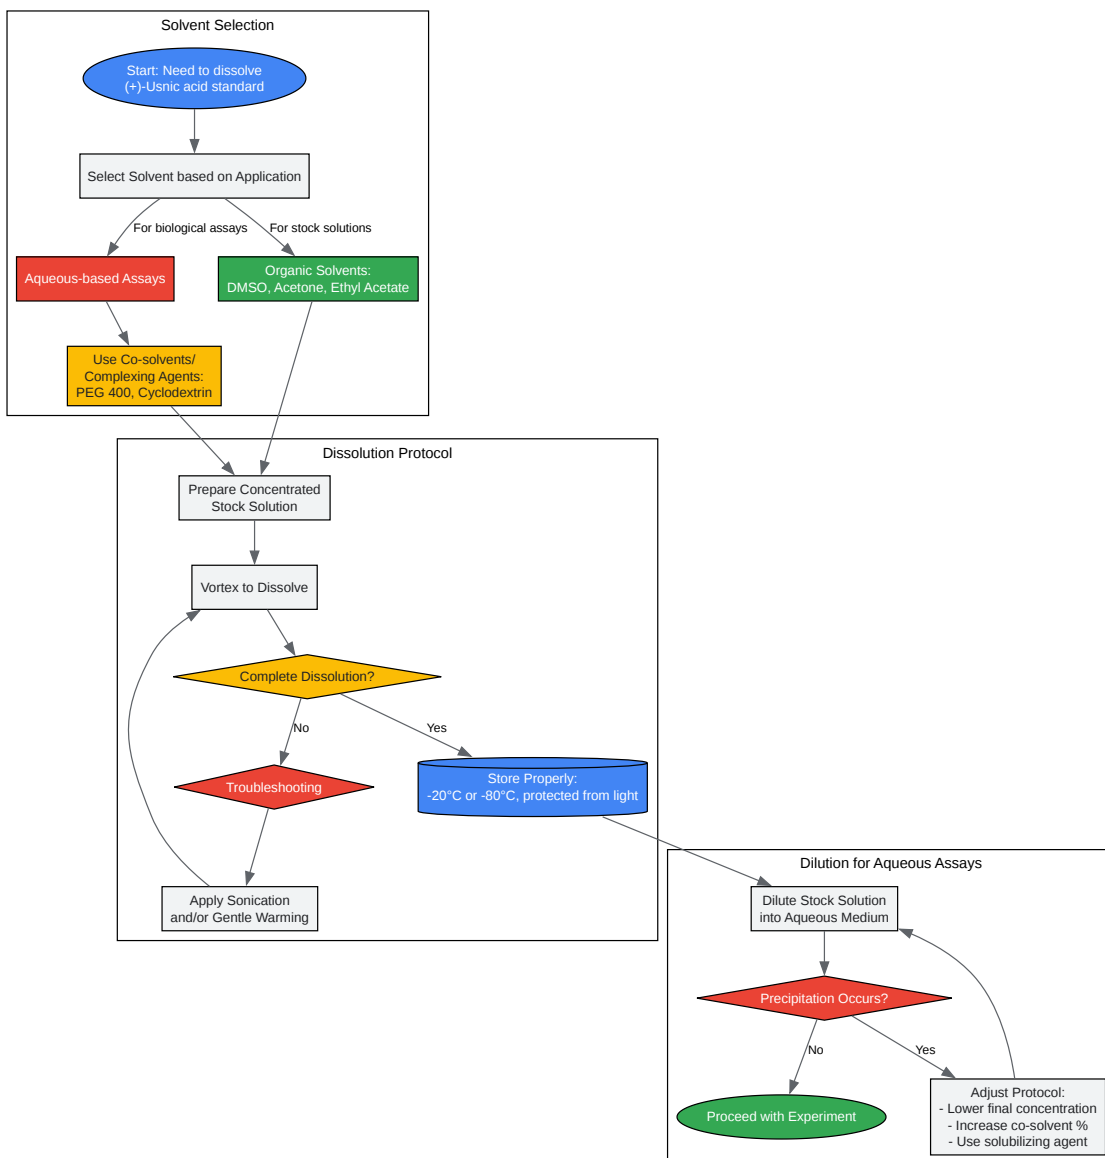 Solvent Selection
Start: Need to dissolve
(+)-Usnic acid standard
Select Solvent based on Application
For biological assays
For stock solutions
Aqueous-based Assays
Organic Solvents:
DMSO, Acetone, Ethyl Acetate
Use Co-solvents/
Complexing Agents:
PEG 400, Cyclodextrin
Dissolution Protocol
Prepare Concentrated
Stock Solution
Vortex to Dissolve
Complete Dissolution?
No
Yes
Troubleshooting
Store Properly:
-20°C or -80°C, protected from light
Apply Sonication
and/or Gentle Warming
Dilution for Aqueous Assays
Dilute Stock Solution
into Aqueous Medium
Precipitation Occurs?
No
Yes
Proceed with Experiment
Adjust Protocol:
- Lower final concentration
- Increase co-solvent %
- Use solubilizing agent